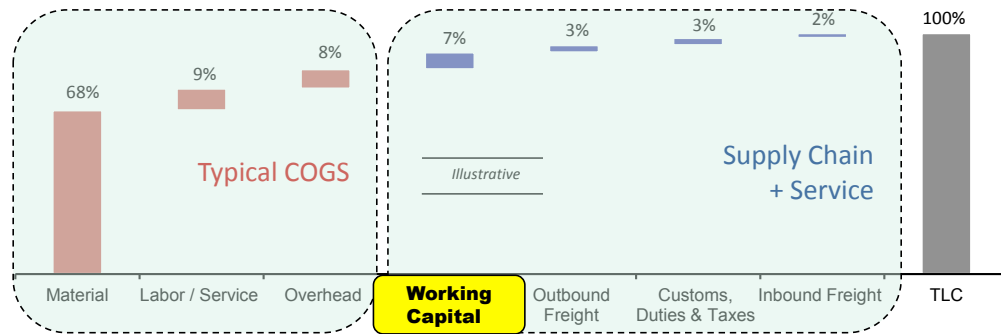 68%
9%
8%
7%
3%
3%
2%
100%
Typical COGS
Illustrative
Supply Chain
+ Service
Material
Labor / Service
Overhead
Working
Capital
Outbound
Freight
Customs,
Duties & Taxes
Inbound Freight
TLC